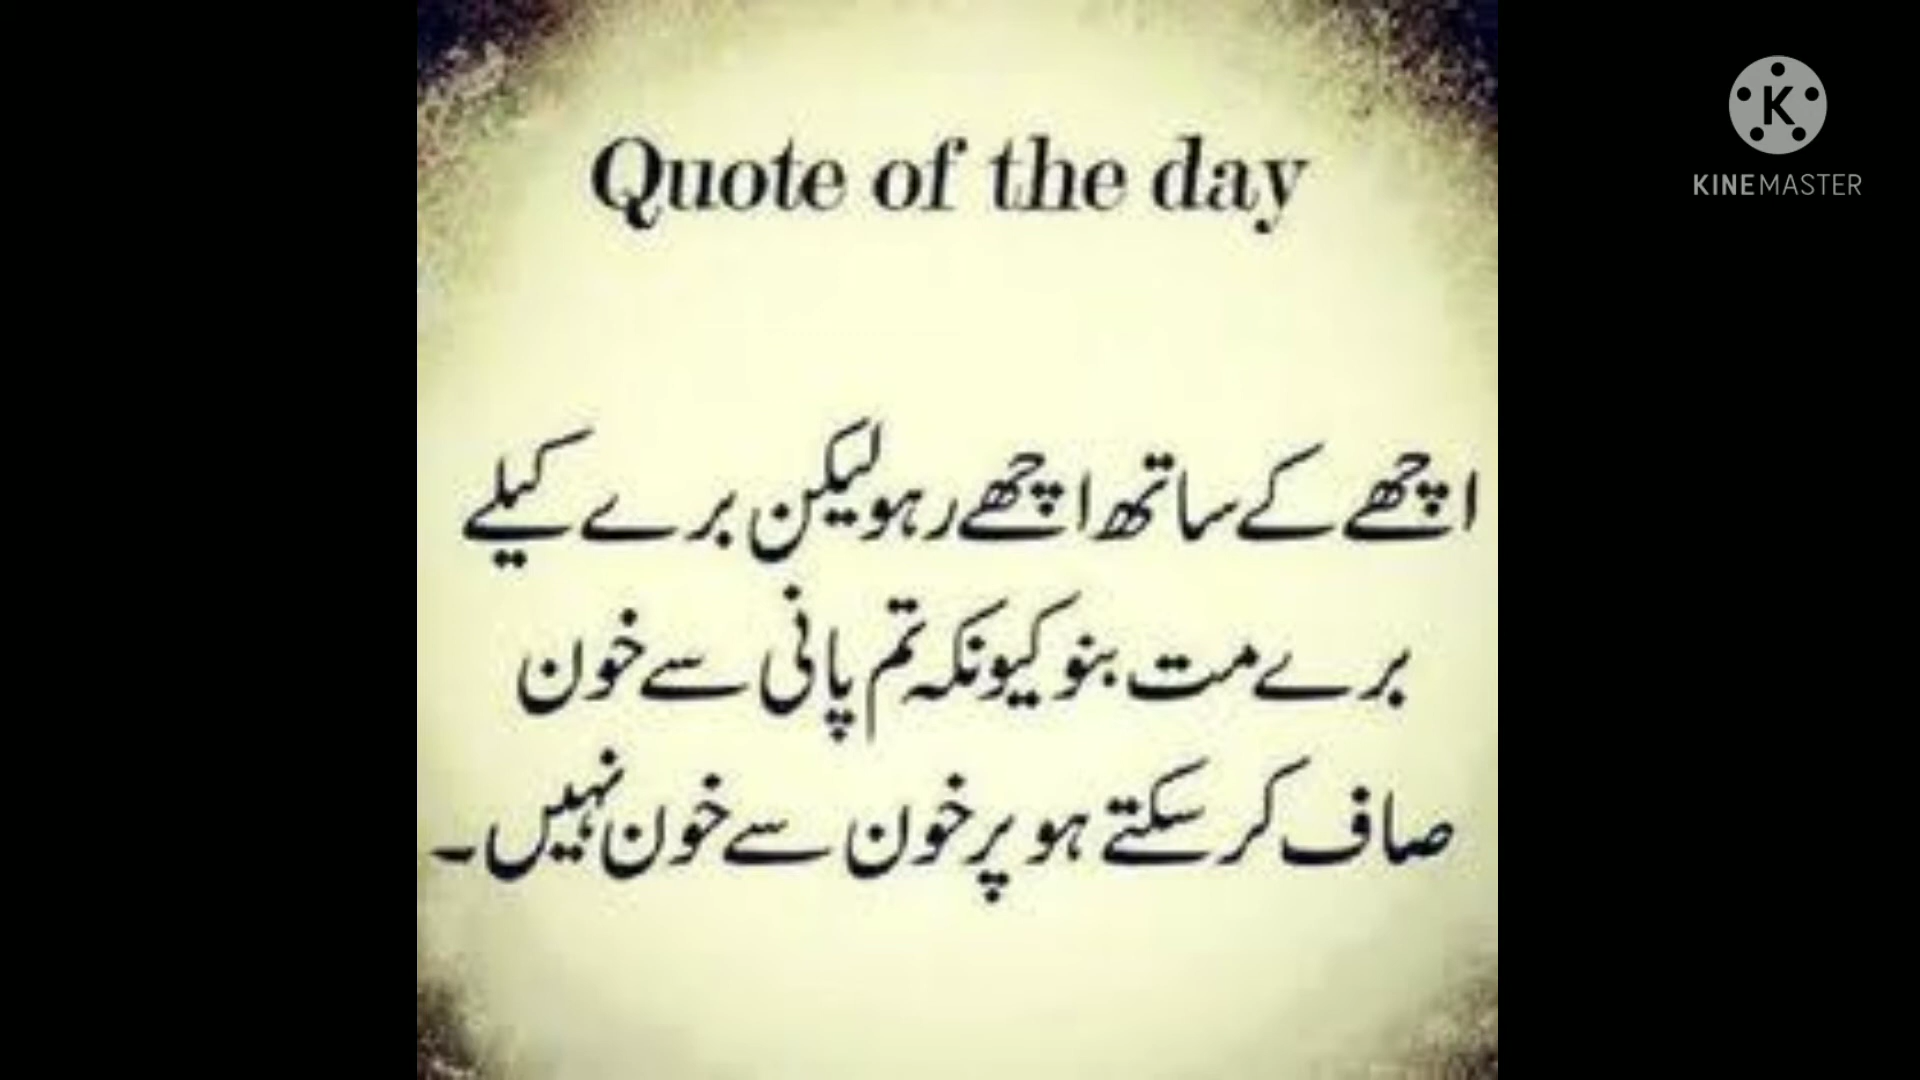 Quote of the day
KINEMASTER
اچھے کے ساتھ اچھے رہو لیکن برے کیلے
برے مت بنو کیونکہ تم پانی سے خون
صاف کر سکتے ہو پر خون سے خون نہیں۔